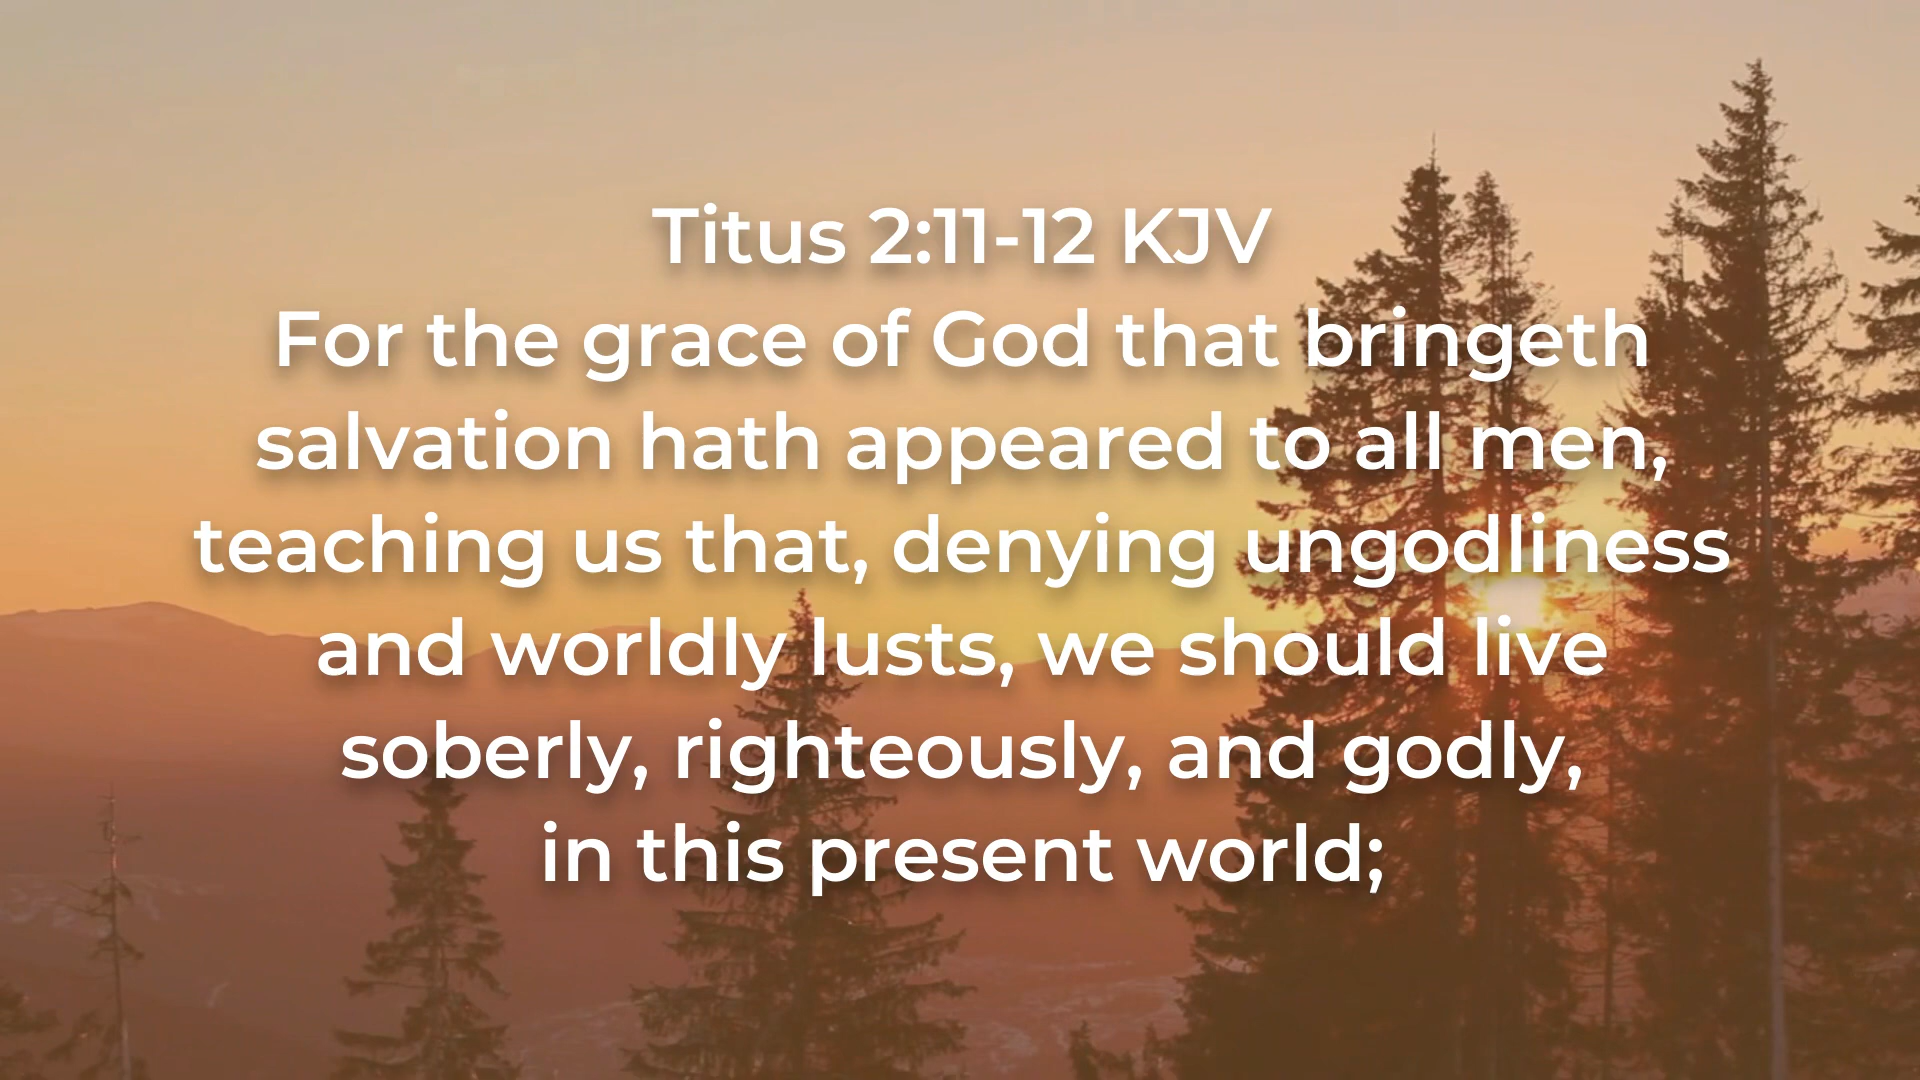 Titus 2:11-12 KJV
For the grace of God that bringeth
salvation hath appeared to all men,
teaching us that, denying ungodliness
and worldly lusts, we should live
soberly, righteously, and godly,
in this present world;